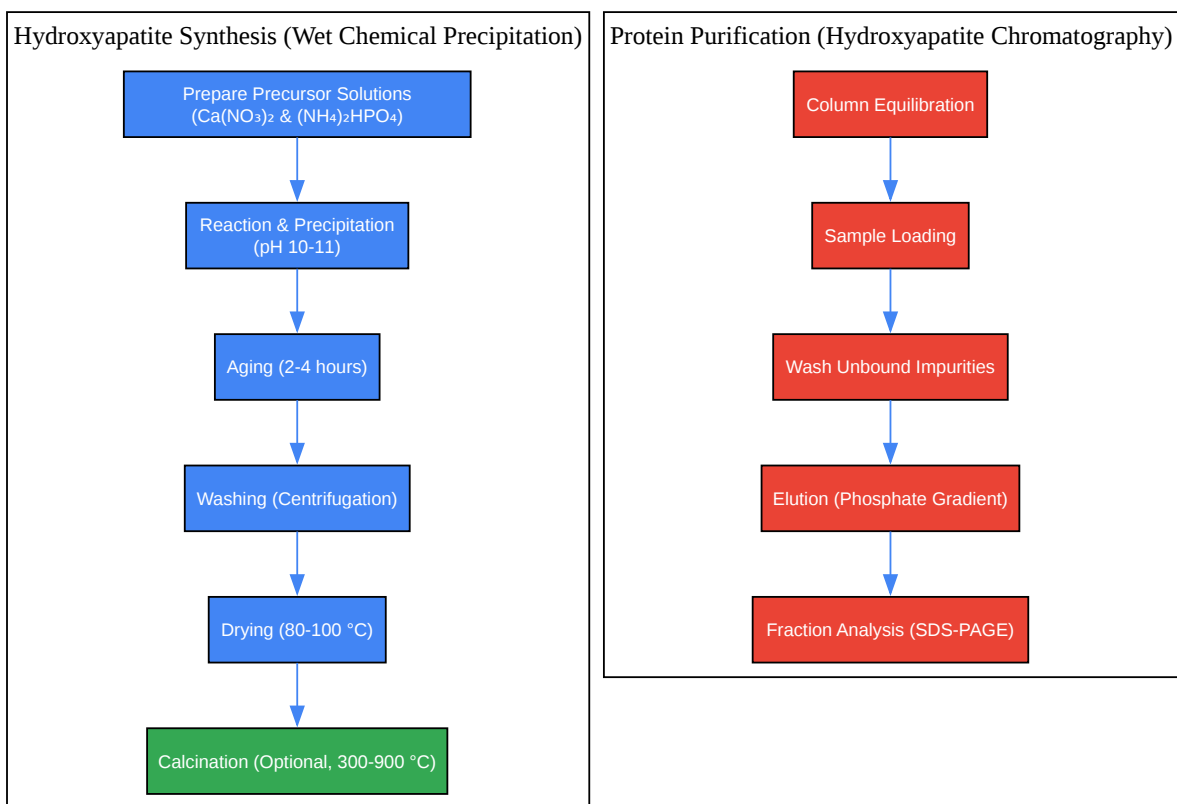 Hydroxyapatite Synthesis (Wet Chemical Precipitation)
Prepare Precursor Solutions
(Ca(NO₃)₂ & (NH₄)₂HPO₄)
Reaction & Precipitation
(pH 10-11)
Aging (2-4 hours)
Washing (Centrifugation)
Drying (80-100 °C)
Calcination (Optional, 300-900 °C)
Protein Purification (Hydroxyapatite Chromatography)
Column Equilibration
Sample Loading
Wash Unbound Impurities
Elution (Phosphate Gradient)
Fraction Analysis (SDS-PAGE)